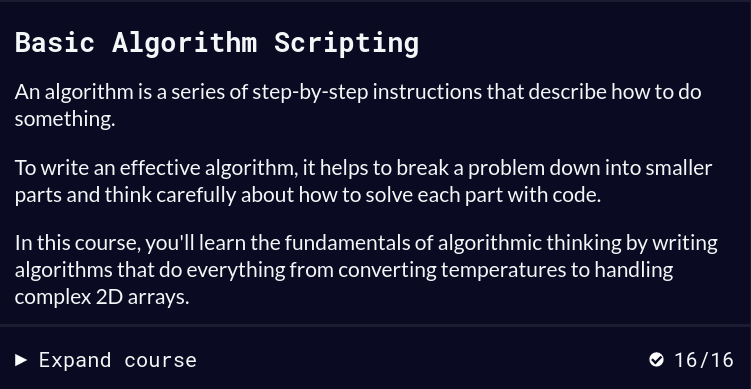 Basic Algorithm Scripting
An algorithm is a series of step-by-step instructions that describe how to do
something.
To write an effective algorithm, it helps to break a problem down into smaller
parts and think carefully about how to solve each part with code.
In this course, you'll learn the fundamentals of algorithmic thinking by writing
algorithms that do everything from converting temperatures to handling
complex 2D arrays.
Expand course 16/16